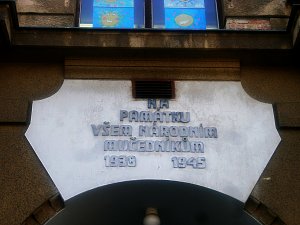 NA
PAMÁTKU
VŠEM NÁRODNÍM
MUČEDNÍKŮM
1938 1945